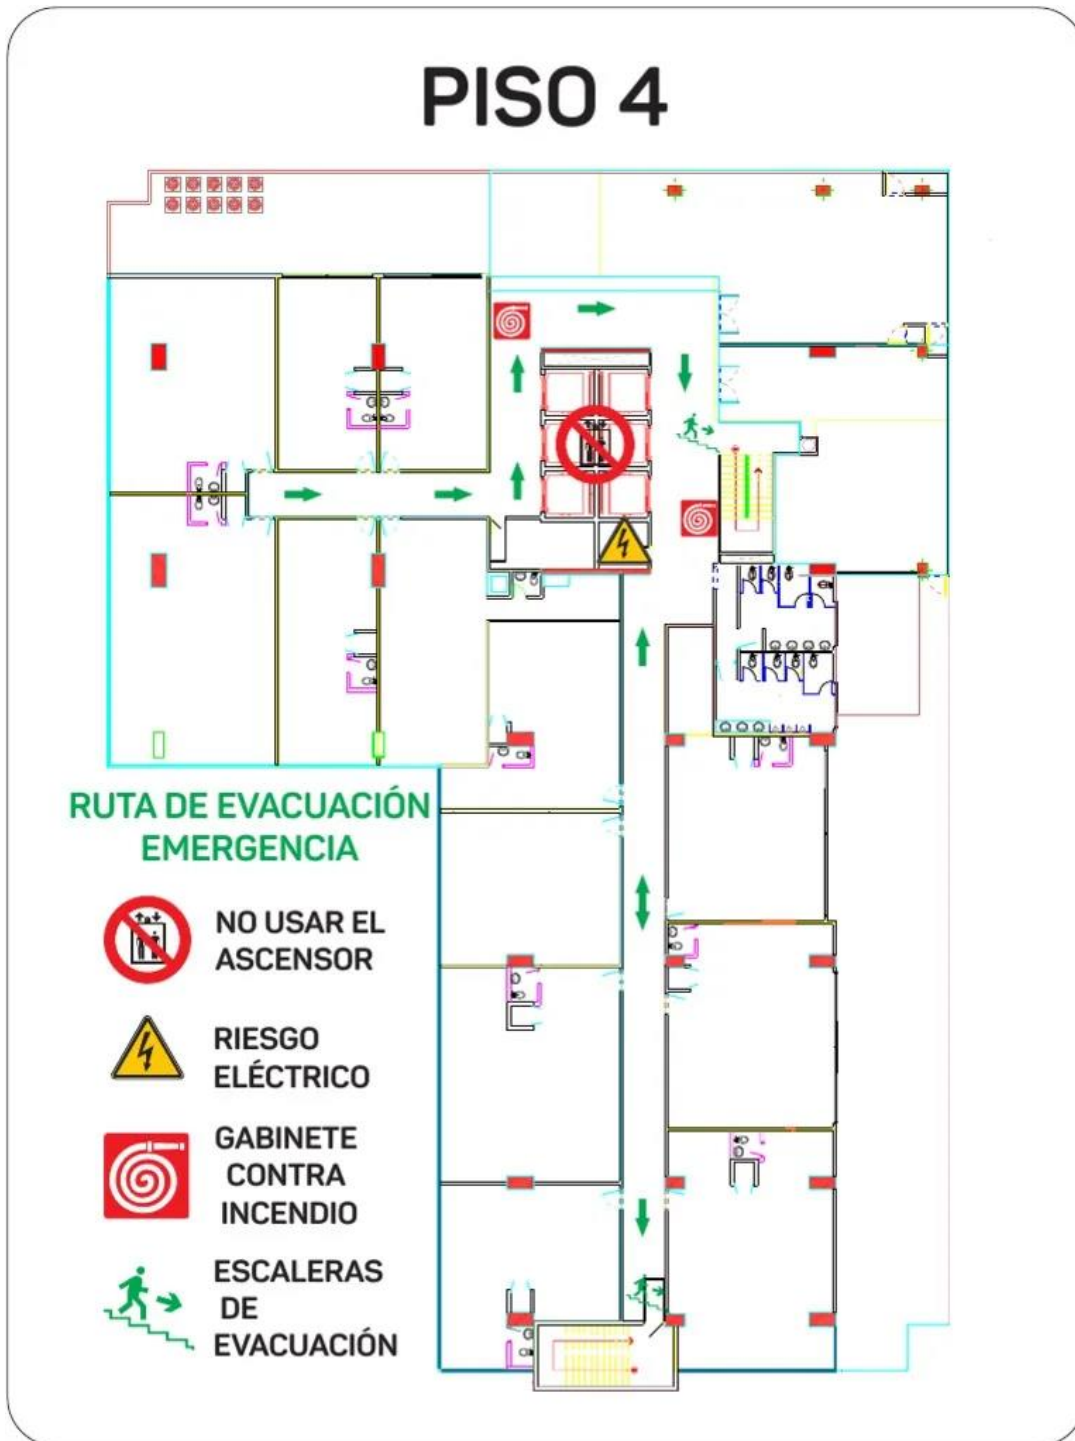 PISO 4
RUTA DE EVACUACIÓN
EMERGENCIA
NO USAR EL
ASCENSOR
RIESGO
ELÉCTRICO
GABINETE
CONTRA
INCENDIO
ESCALERAS
DE
EVACUACIÓN